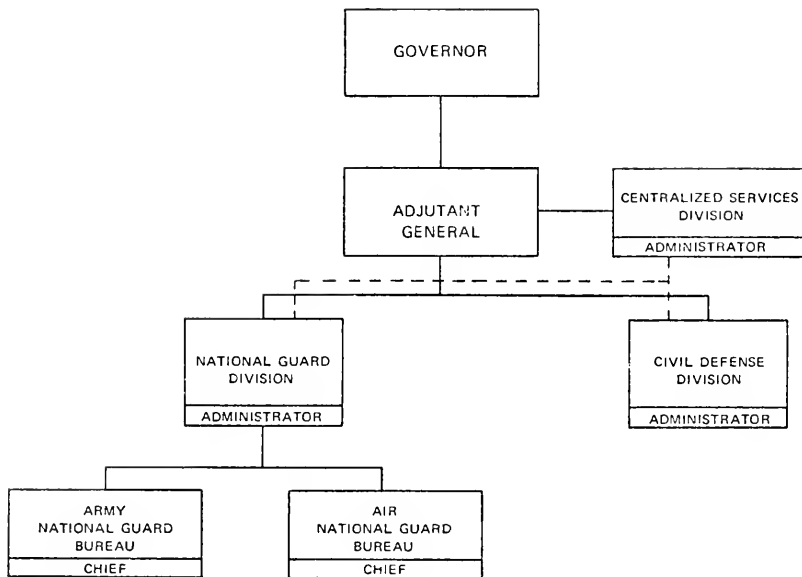 GOVERNOR
ADJUTANT
GENERAL
CENTRALIZED SERVICES
DIVISION
ADMINISTRATOR
NATIONAL GUARD
DIVISION
ADMINISTRATOR
CIVIL DEFENSE
DIVISION
ADMINISTRATOR
ARMY
NATIONAL GUARD
BUREAU
CHIEF
AIR
NATIONAL GUARD
BUREAU
CHIEF